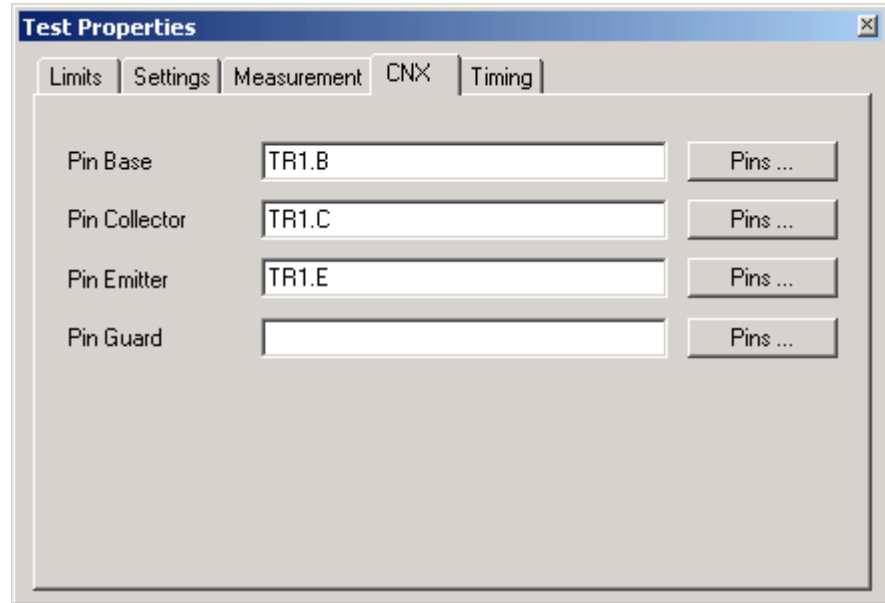 Test Properties
Limits Settings Measurement CNX Timing
Pin Base TR1.B Pins ...
Pin Collector TR1.C Pins ...
Pin Emitter TR1.E Pins ...
Pin Guard Pins ...